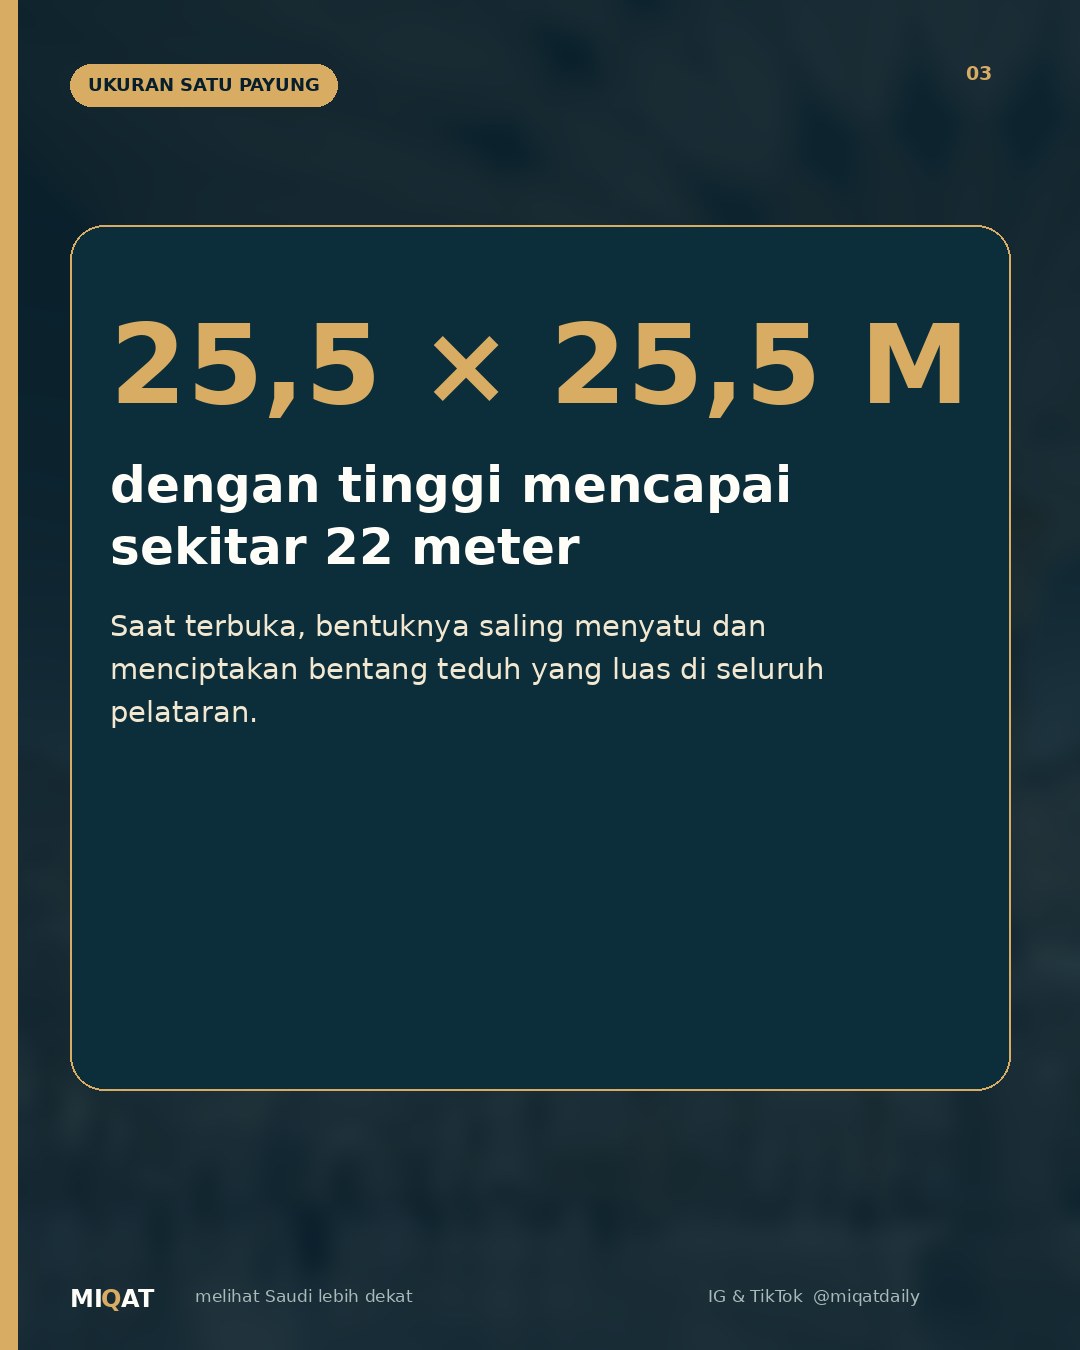 UKURAN SATU PAYUNG
03
25,5 × 25,5 M
dengan tinggi mencapai
sekitar 22 meter
Saat terbuka, bentuknya saling menyatu dan
menciptakan bentang teduh yang luas di seluruh
pelataran.
MIQAT melihat Saudi lebih dekat IG & TikTok @miqatdaily